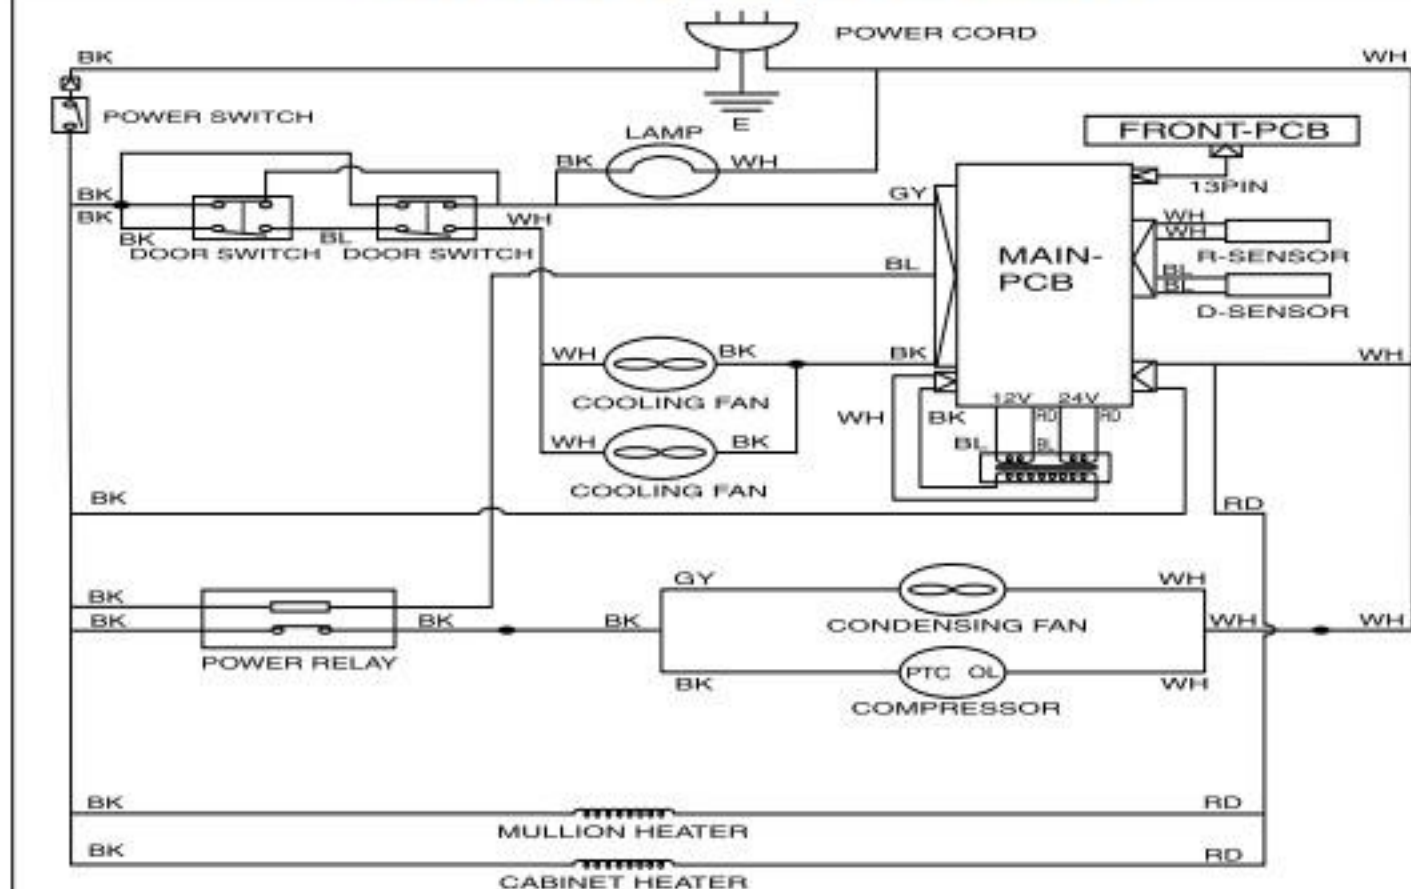 POWER CORD
BK
WH
POWER SWITCH
E
LAMP
FRONT-PCB
BK
WH
13PIN
BK
GY
BK
WH
WH
WH
BK
BL
DOOR SWITCH
DOOR SWITCH
MAIN-
PCB
R-SENSOR
BL
BL
BL
D-SENSOR
WH
BK
BK
WH
COOLING FAN
12V
24V
WH
BK
RD
RD
WH
BK
BL
BL
COOLING FAN
BK
RD
GY
WH
BK
BK
BK
BK
CONDENSING FAN
WH
WH
POWER RELAY
PTC OL
BK
WH
COMPRESSOR
BK
RD
MULLION HEATER
BK
RD
CABINET HEATER